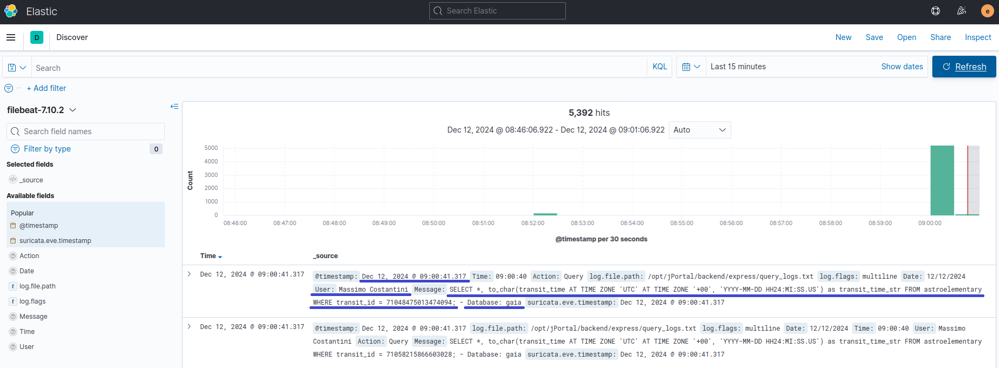 Elastic
Search Elastic
e
D
Discover
New Save Open Share Inspect
Search
KQL
Last 15 minutes
Show dates
Refresh
+ Add filter
filebeat-7.10.2
Search field names
Filter by type
0
Selected fields
_source
Available fields
Popular
@timestamp
suricata.eve.timestamp
Action
Date
t log.file.path
t log.flags
Message
Time
User
5,392 hits
Dec 12, 2024 @ 08:46:06.922 - Dec 12, 2024 @ 09:01:06.922
Auto
Count
5000
4000
3000
2000
1000
0
08:46:00 08:47:00 08:48:00 08:49:00 08:50:00 08:51:00 08:52:00 08:53:00 08:54:00 08:55:00 08:56:00 08:57:00 08:58:00 08:59:00 09:00:00
@timestamp per 30 seconds
Time _source
Dec 12, 2024 @ 09:00:41.317
@timestamp: Dec 12, 2024 @ 09:00:41.317 Time: 09:00:40 Action: Query log.file.path: /opt/jPortal/backend/express/query_logs.txt log.flags: multiline Date: 12/12/2024
User: Massimo Costantini Message: SELECT *, to_char(transit_time AT TIME ZONE 'UTC' AT TIME ZONE '+00', 'YYYY-MM-DD HH24:MI:SS.US') as transit_time_str FROM astroelementary
WHERE transit_id = 71048475013474094; - Database: gaia suricata.eve.timestamp: Dec 12, 2024 @ 09:00:41.317
Dec 12, 2024 @ 09:00:41.317
@timestamp: Dec 12, 2024 @ 09:00:41.317 log.file.path: /opt/jPortal/backend/express/query_logs.txt log.flags: multiline Date: 12/12/2024 Time: 09:00:40 User: Massimo
Costantini Action: Query Message: SELECT *, to_char(transit_time AT TIME ZONE 'UTC' AT TIME ZONE '+00', 'YYYY-MM-DD HH24:MI:SS.US') as transit_time_str FROM astroelementary
WHERE transit_id = 71058215866603028; - Database: gaia suricata.eve.timestamp: Dec 12, 2024 @ 09:00:41.317